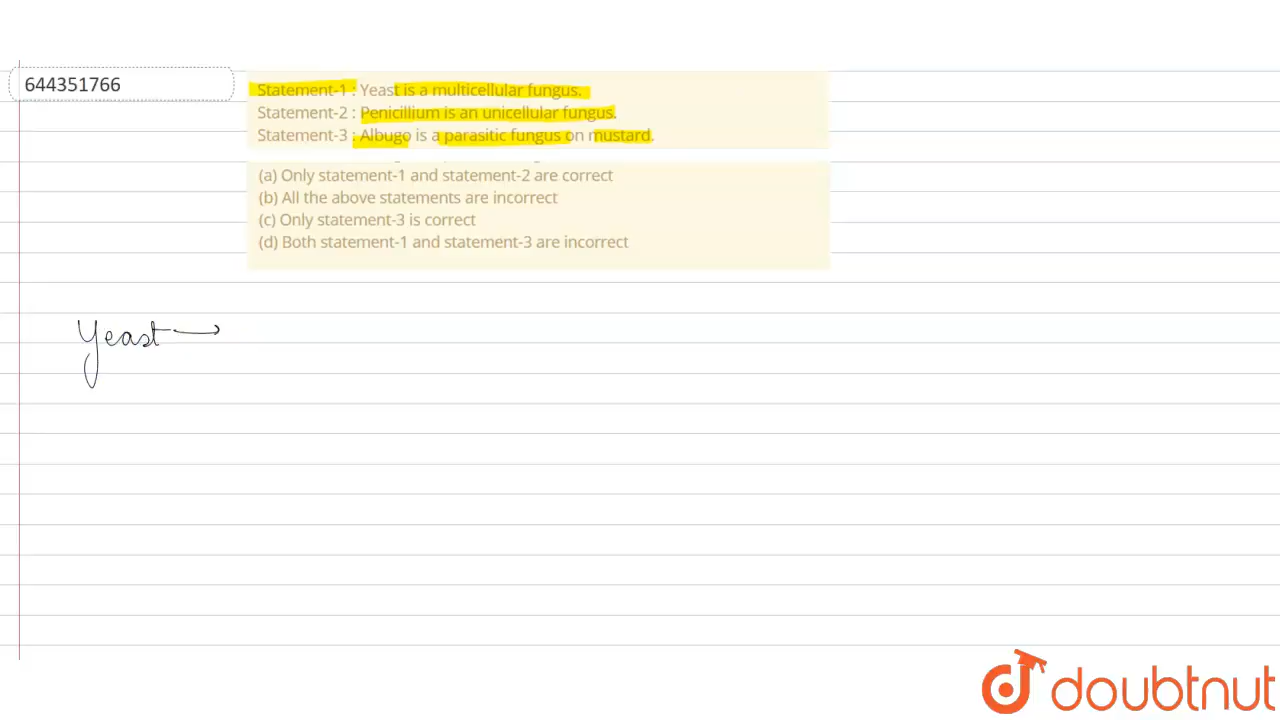 644351766
Statement-1 : Yeast is a multicellular fungus.
Statement-2 : Penicillium is an unicellular fungus.
Statement-3 : Albugo is a parasitic fungus on mustard.
(a) Only statement-1 and statement-2 are correct
(b) All the above statements are incorrect
(c) Only statement-3 is correct
(d) Both statement-1 and statement-3 are incorrect
Yeast →
doubtnut